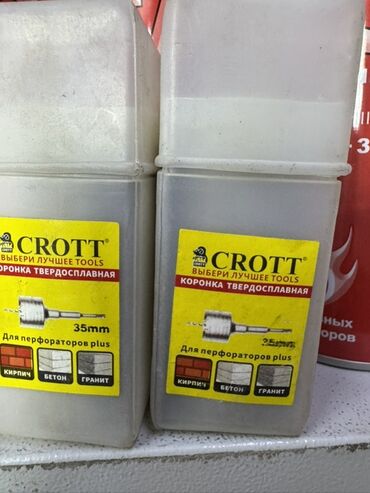 CROTT
ВЫБЕРИ ЛУЧШЕЕ TOOLS
КОРОНКА ТВЕРДОСПЛАВНАЯ
35mm
Для перфораторов plus
КИРПИЧ
БЕТОН
ГРАНИТ
CROTT
ВЫБЕРИ ЛУЧШЕЕ TOOLS
КОРОНКА ТВЕРДОСПЛАВНАЯ
Для перфораторов plus
КИРПИЧ
БЕТОН
ГРАНИТ